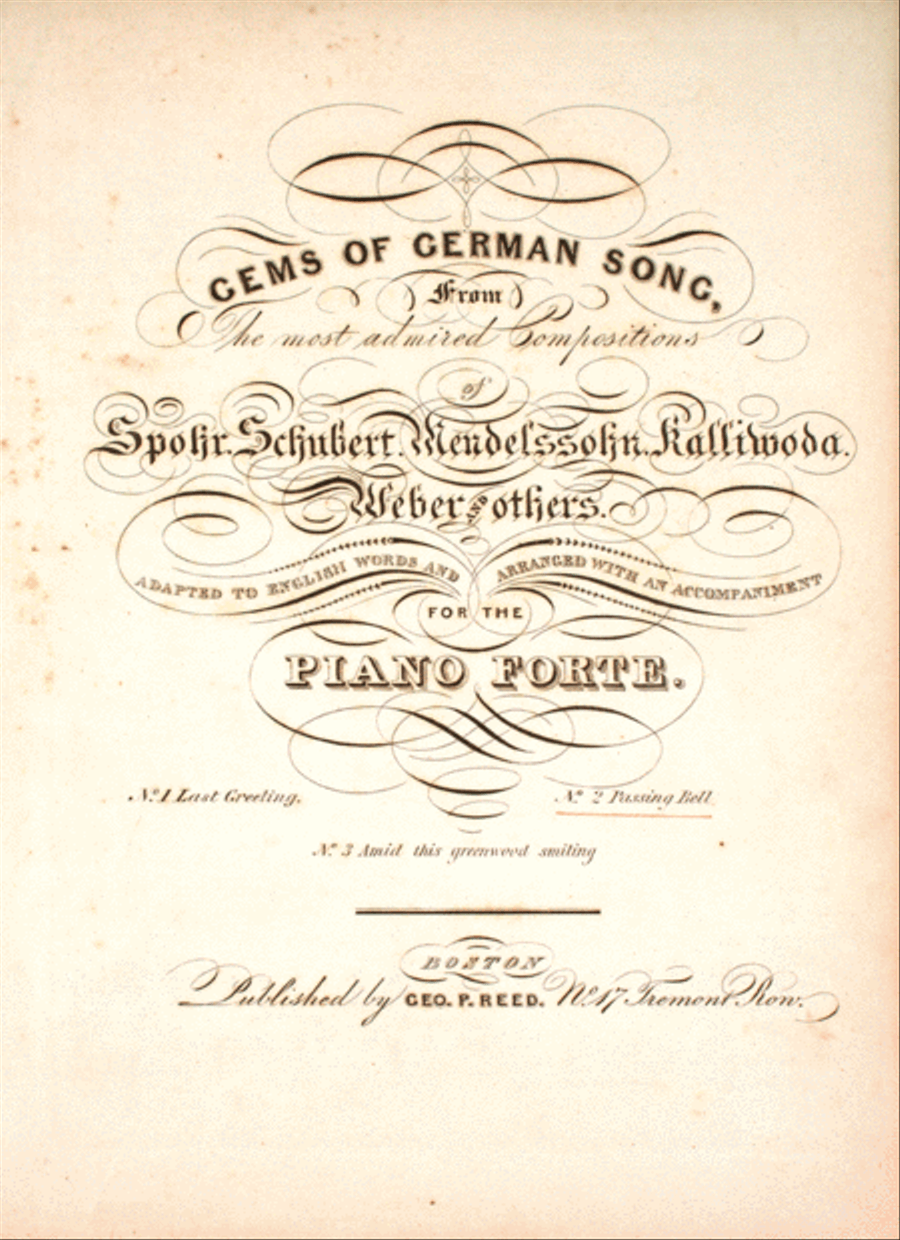 GEMS OF GERMAN SONG,
From
The most admired Compositions
of
Spohr. Schubert. Mendelssohn. Kalliwoda.
Weber AND others.
ADAPTED TO ENGLISH WORDS AND ARRANGED WITH AN ACCOMPANIMENT
FOR THE
PIANO FORTE.
No. 1 Last Greeting. No. 2 Passing Bell
No. 3 Amid this greenwood smiling
BOSTON
Published by GEO. P. REED. No. 17 Tremont Row.